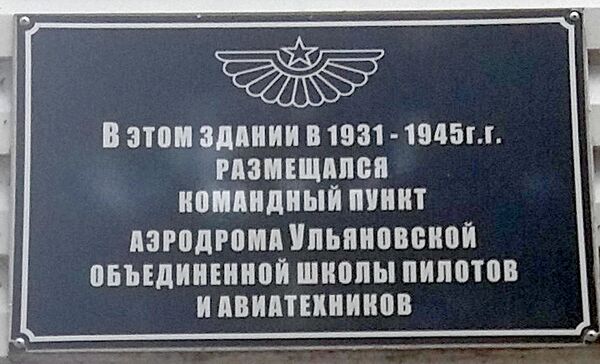 В ЭТОМ ЗДАНИИ В 1931 - 1945г.г.
РАЗМЕЩАЛСЯ
КОМАНДНЫЙ ПУНКТ
АЭРОДРОМА УЛЬЯНОВСКОЙ
ОБЪЕДИНЕННОЙ ШКОЛЫ ПИЛОТОВ
И АВИАТЕХНИКОВ